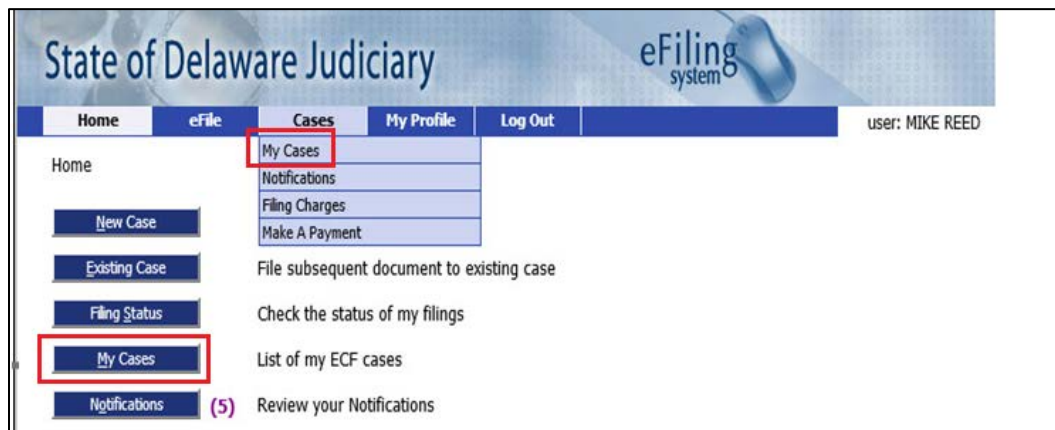 State of Delaware Judiciary
eFiling
system
Home eFile Cases My Profile Log Out user: MIKE REED
My Cases
Home
Notifications
Filing Charges
New Case
Make A Payment
Existing Case File subsequent document to existing case
Filing Status Check the status of my filings
My Cases List of my ECF cases
Notifications (5) Review your Notifications